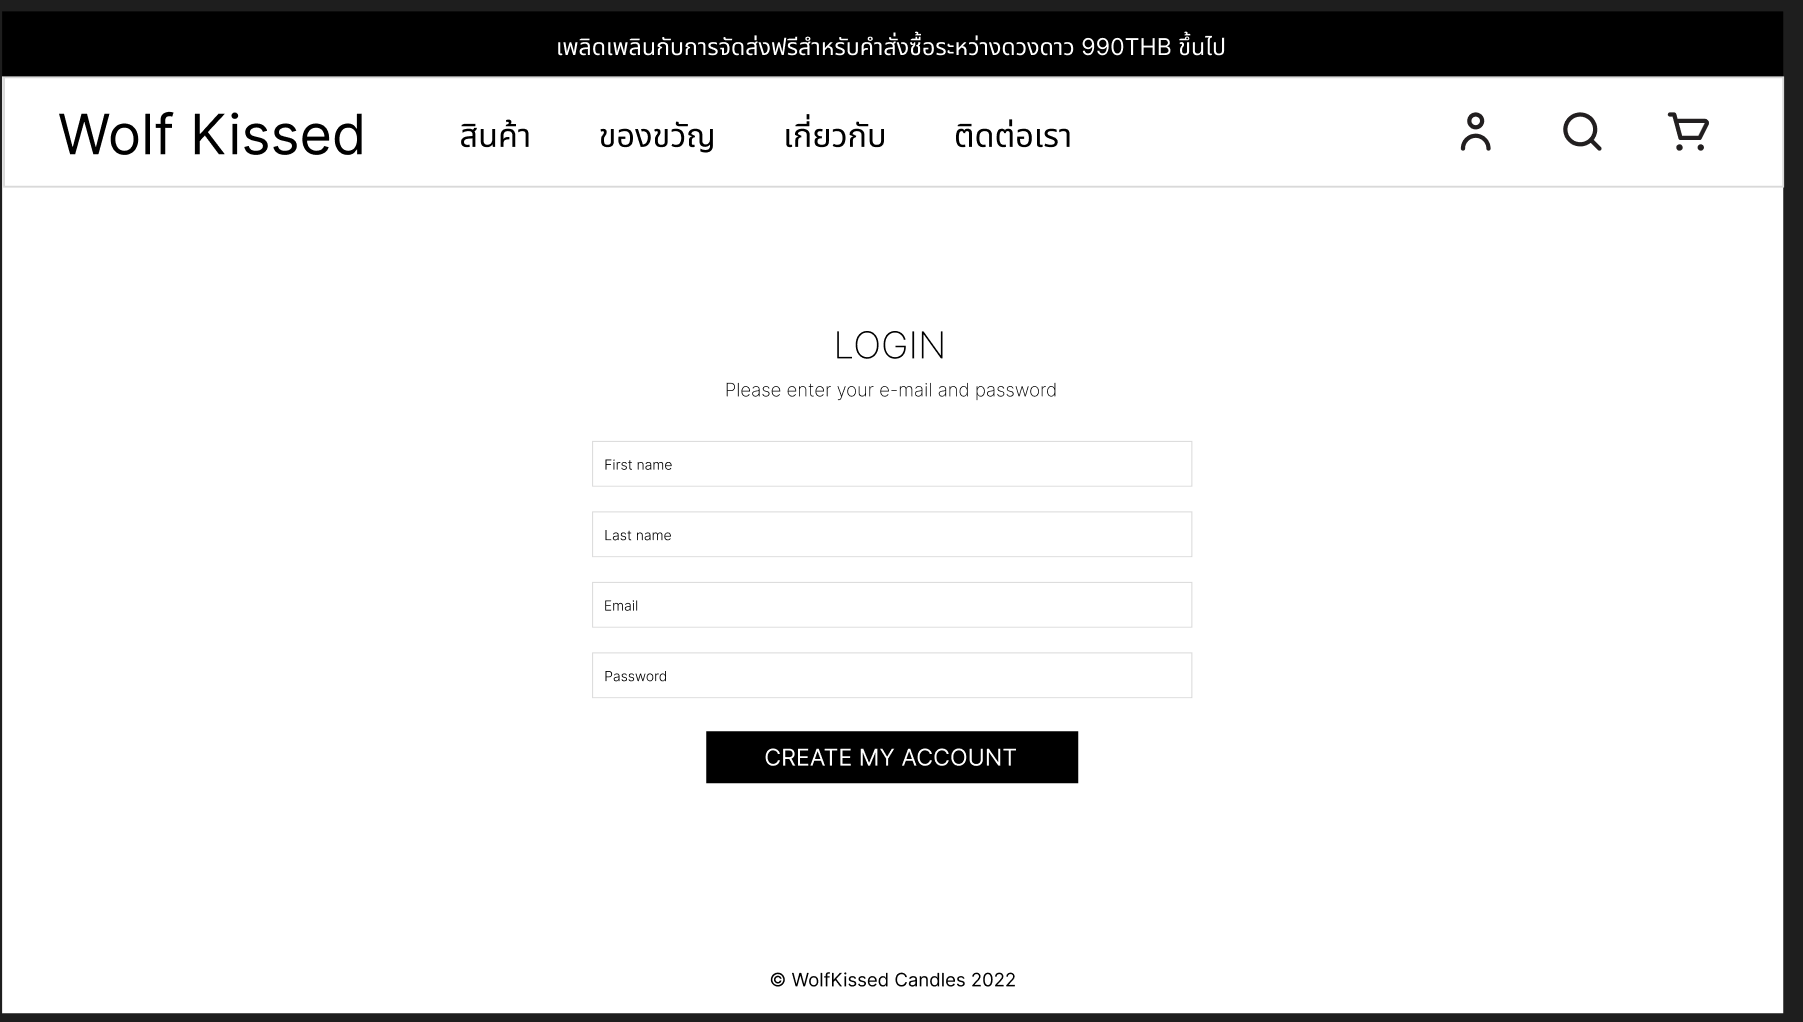 เพลิดเพลินกับการจัดส่งฟรีสำหรับคำสั่งซื้อระหว่างดวงดาว 990THB ขึ้นไป
Wolf Kissed สินค้า ของขวัญ เกี่ยวกับ ติดต่อเรา
LOGIN
Please enter your e-mail and password
First name
Last name
Email
Password
CREATE MY ACCOUNT
© WolfKissed Candles 2022